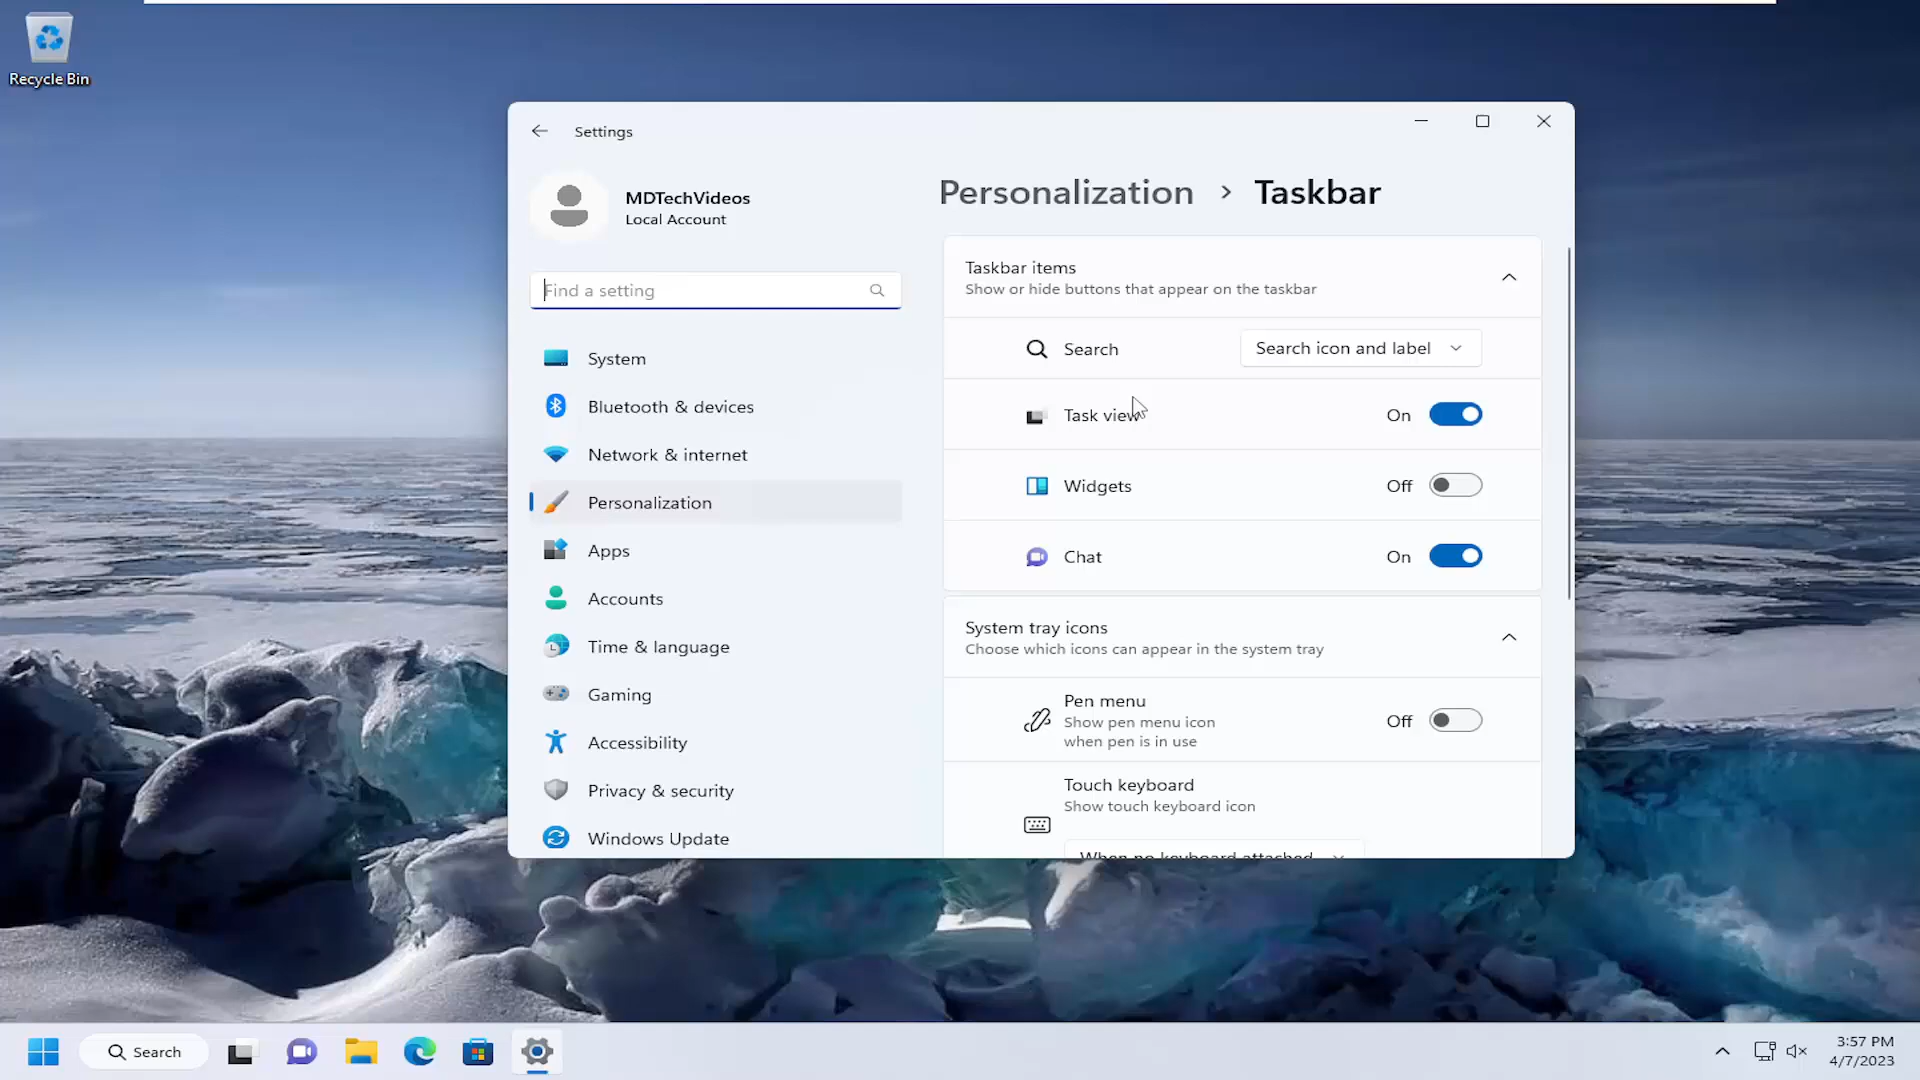 Recycle Bin
Settings
MDTechVideos
Local Account
Find a setting
System
Bluetooth & devices
Network & internet
Personalization
Apps
Accounts
Time & language
Gaming
Accessibility
Privacy & security
Windows Update
Personalization > Taskbar
Taskbar items
Show or hide buttons that appear on the taskbar
Search
Search icon and label
Task view
On
Widgets
Off
Chat
On
System tray icons
Choose which icons can appear in the system tray
Pen menu
Show pen menu icon
when pen is in use
Off
Touch keyboard
Show touch keyboard icon
When no keyboard attached
Search
3:57 PM
4/7/2023